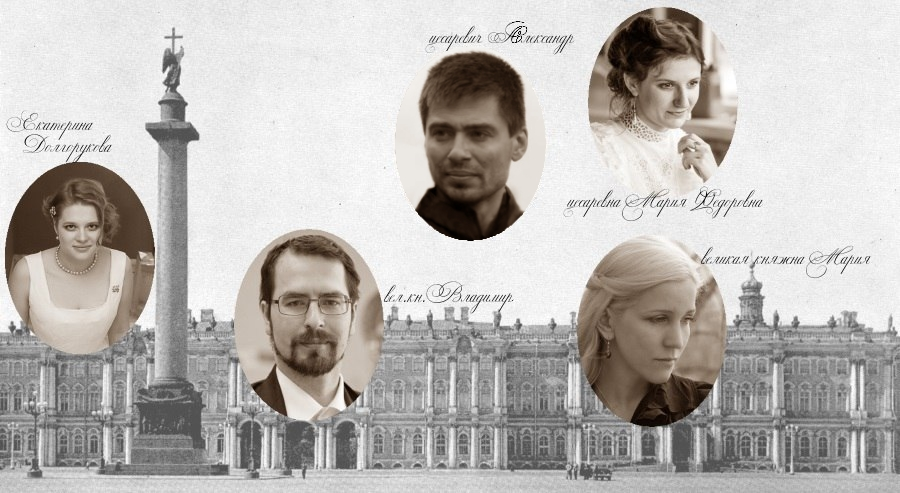 Екатерина
Долгорукова
цесаревич Александр
цесаревна Мария Федоровна
вел.кн. Владимир
великая княжна Мария